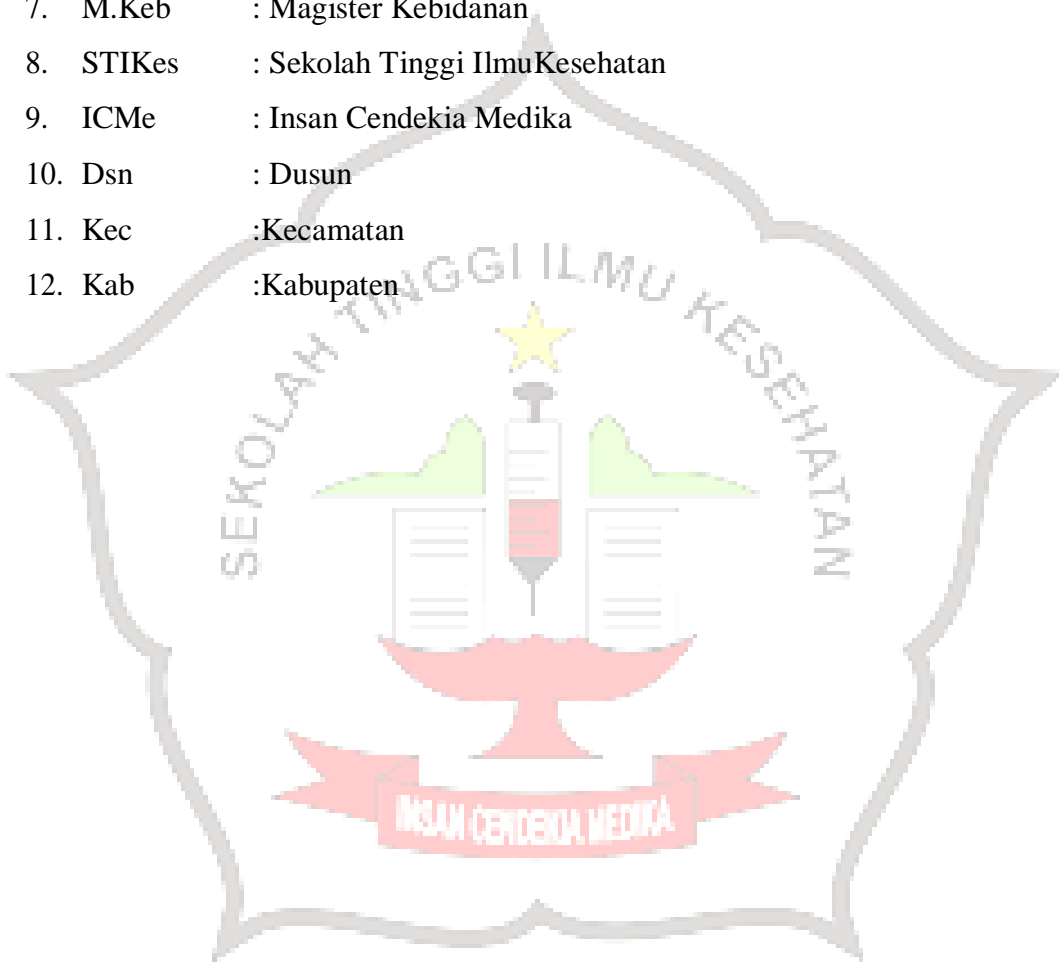 7. M.Keb : Magister Kebidanan
8. STIKes : Sekolah Tinggi IlmuKesehatan
9. ICMe : Insan Cendekia Medika
10. Dsn : Dusun
11. Kec :Kecamatan
12. Kab :Kabupaten
SEKOLAH TINGGI ILMU KESEHATAN
INSAN CENDEKIA MEDIKA